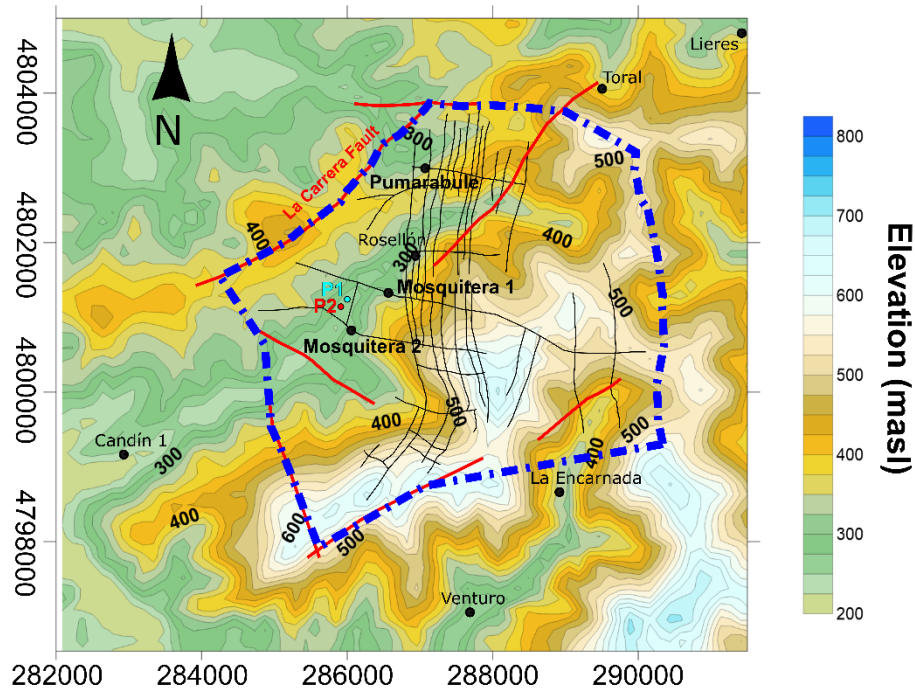 Lieres
4804000
Toral
N
300
La Carrera Fault
500
Pumarabule
800
4802000
400
Rosellón
400
700
300
P1
Mosquitera 1
500
P2
600
Mosquitera 2
4800000
500
500
400
400
500
Candín 1
300
400
400
La Encarnada
600
500
300
4798000
Venturo
200
282000
284000
286000
288000
290000
Elevation (masl)